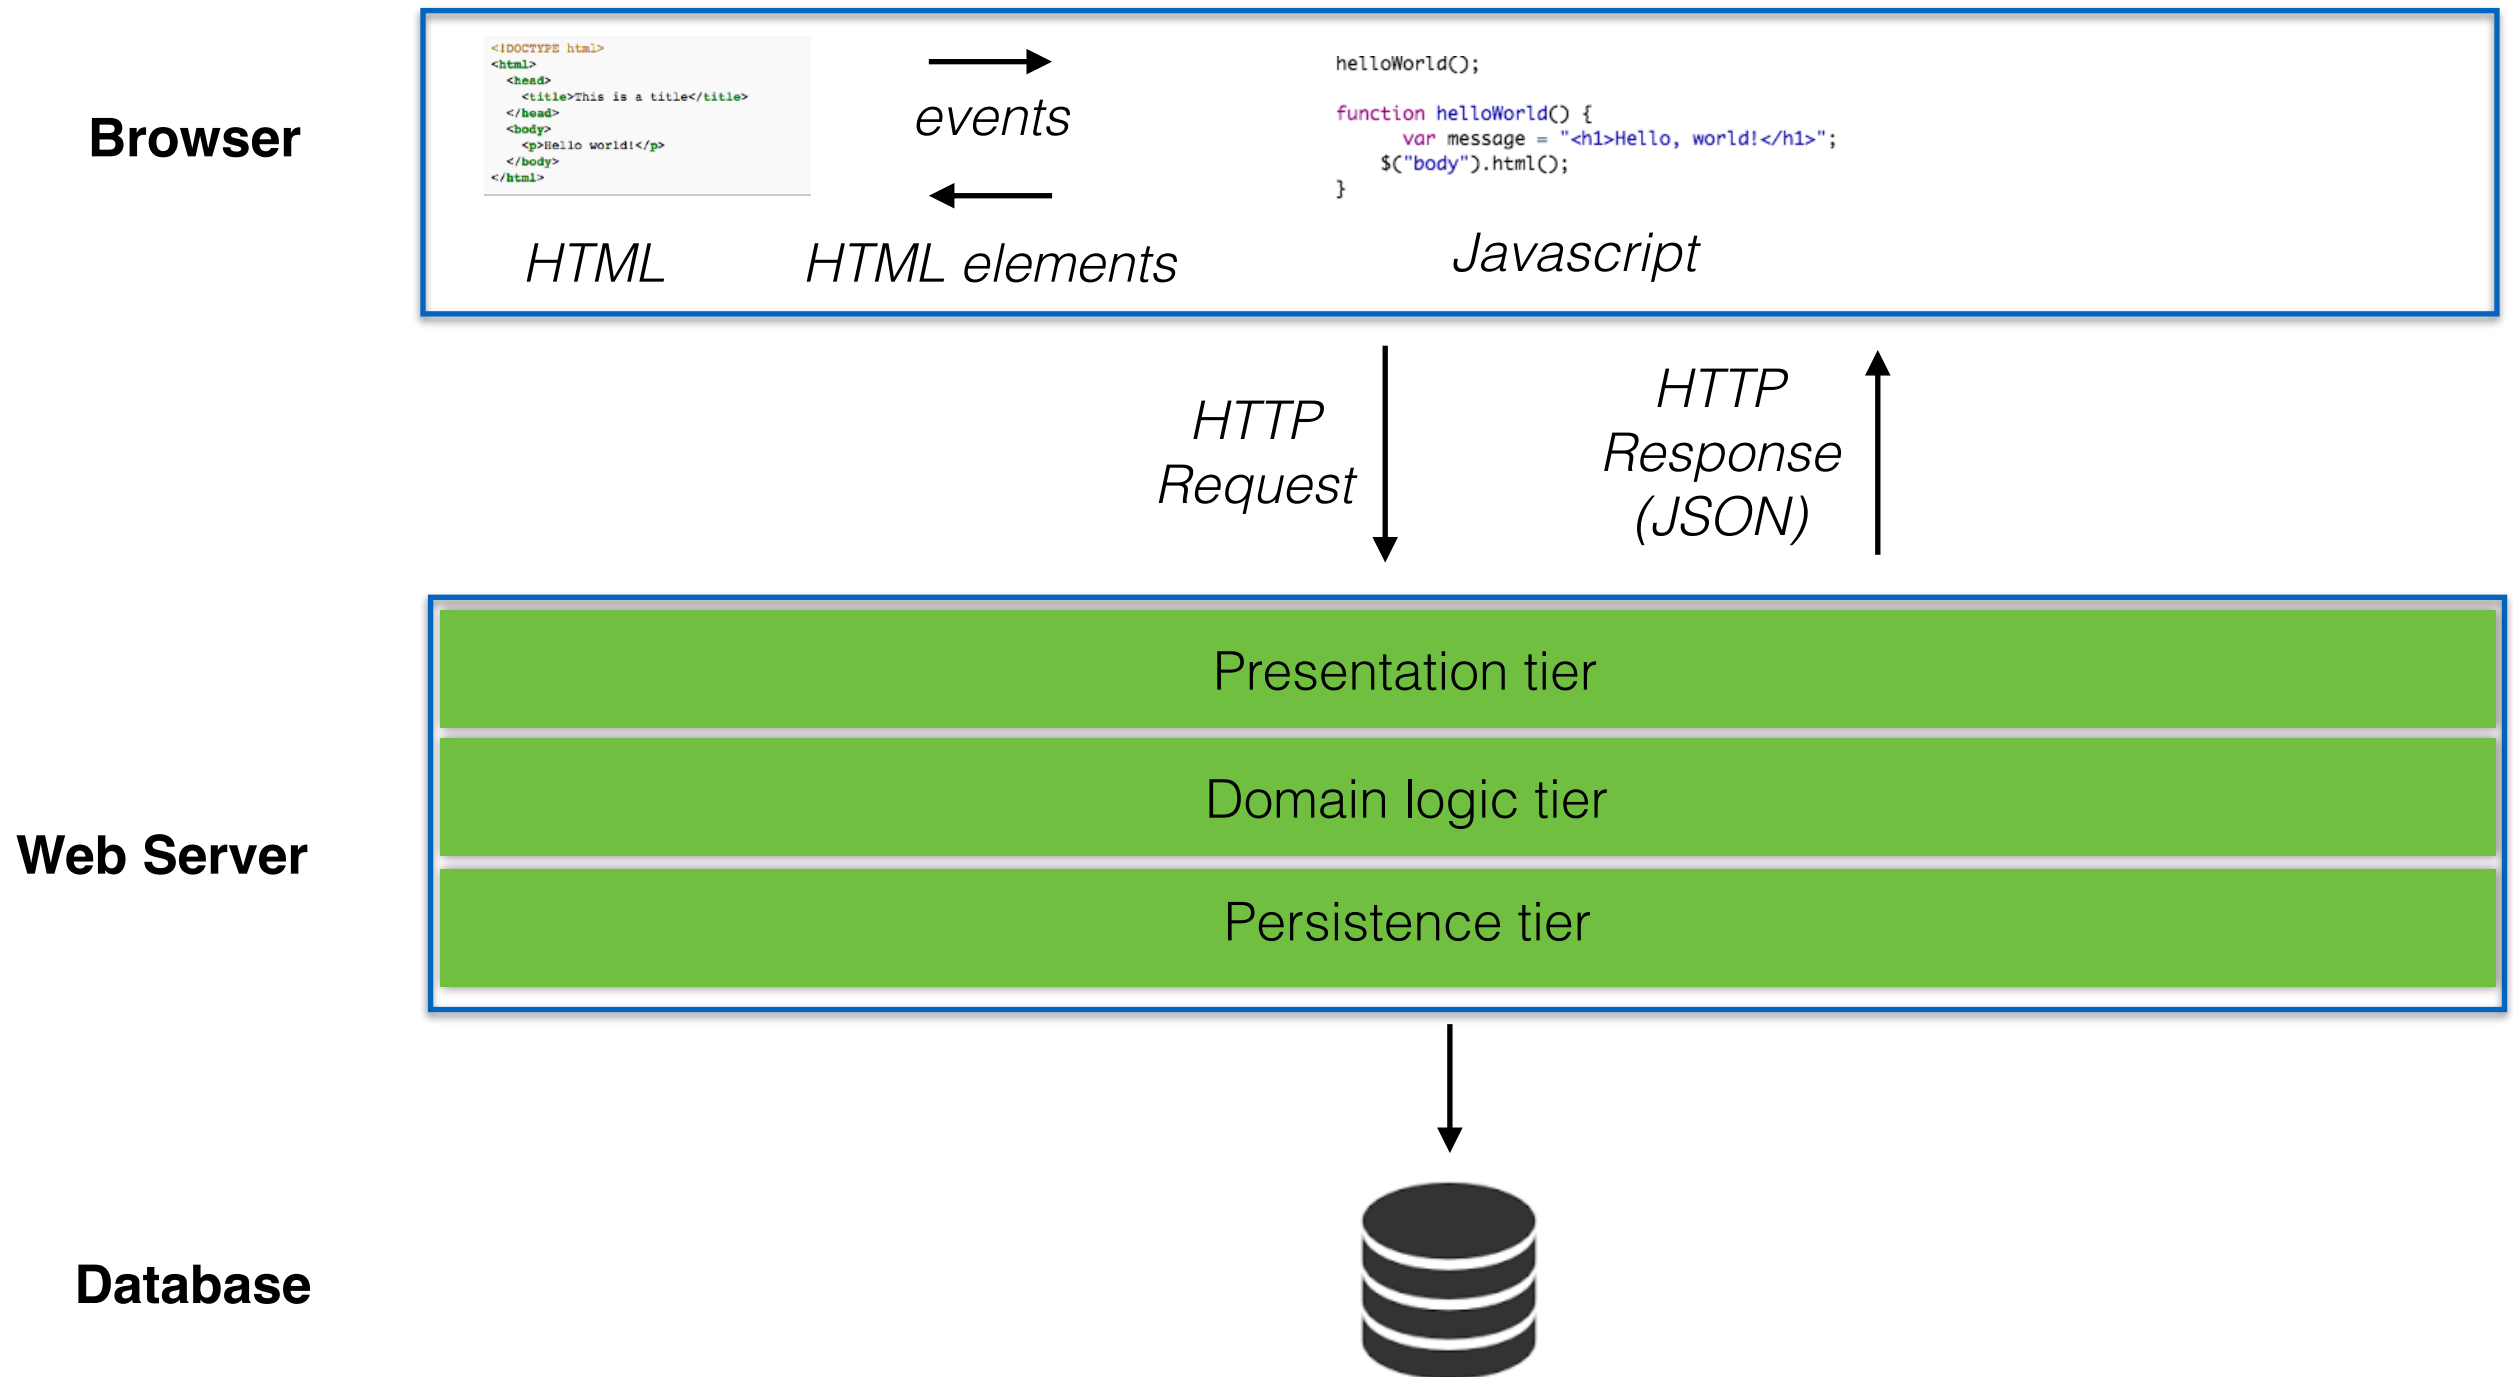 Browser
<!DOCTYPE html>
<html>
<head>
<title>This is a title</title>
</head>
<body>
<p>Hello world!</p>
</body>
</html>
HTML
events
HTML elements
helloWorld();
function helloWorld() {
var message = "<h1>Hello, world!</h1>";
$("body").html();
}
Javascript
HTTP
Request
HTTP
Response
(JSON)
Web Server
Presentation tier
Domain logic tier
Persistence tier
Database